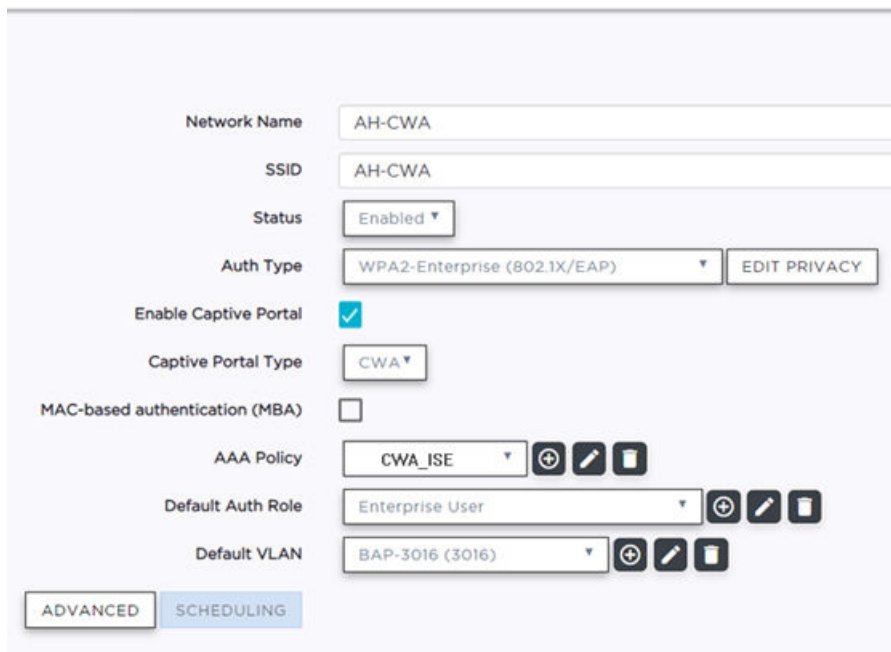 Network Name AH-CWA
SSID AH-CWA
Status Enabled
Auth Type WPA2-Enterprise (802.1X/EAP) EDIT PRIVACY
Enable Captive Portal
Captive Portal Type CWA
MAC-based authentication (MBA)
AAA Policy CWA_ISE
Default Auth Role Enterprise User
Default VLAN BAP-3016 (3016)
ADVANCED SCHEDULING